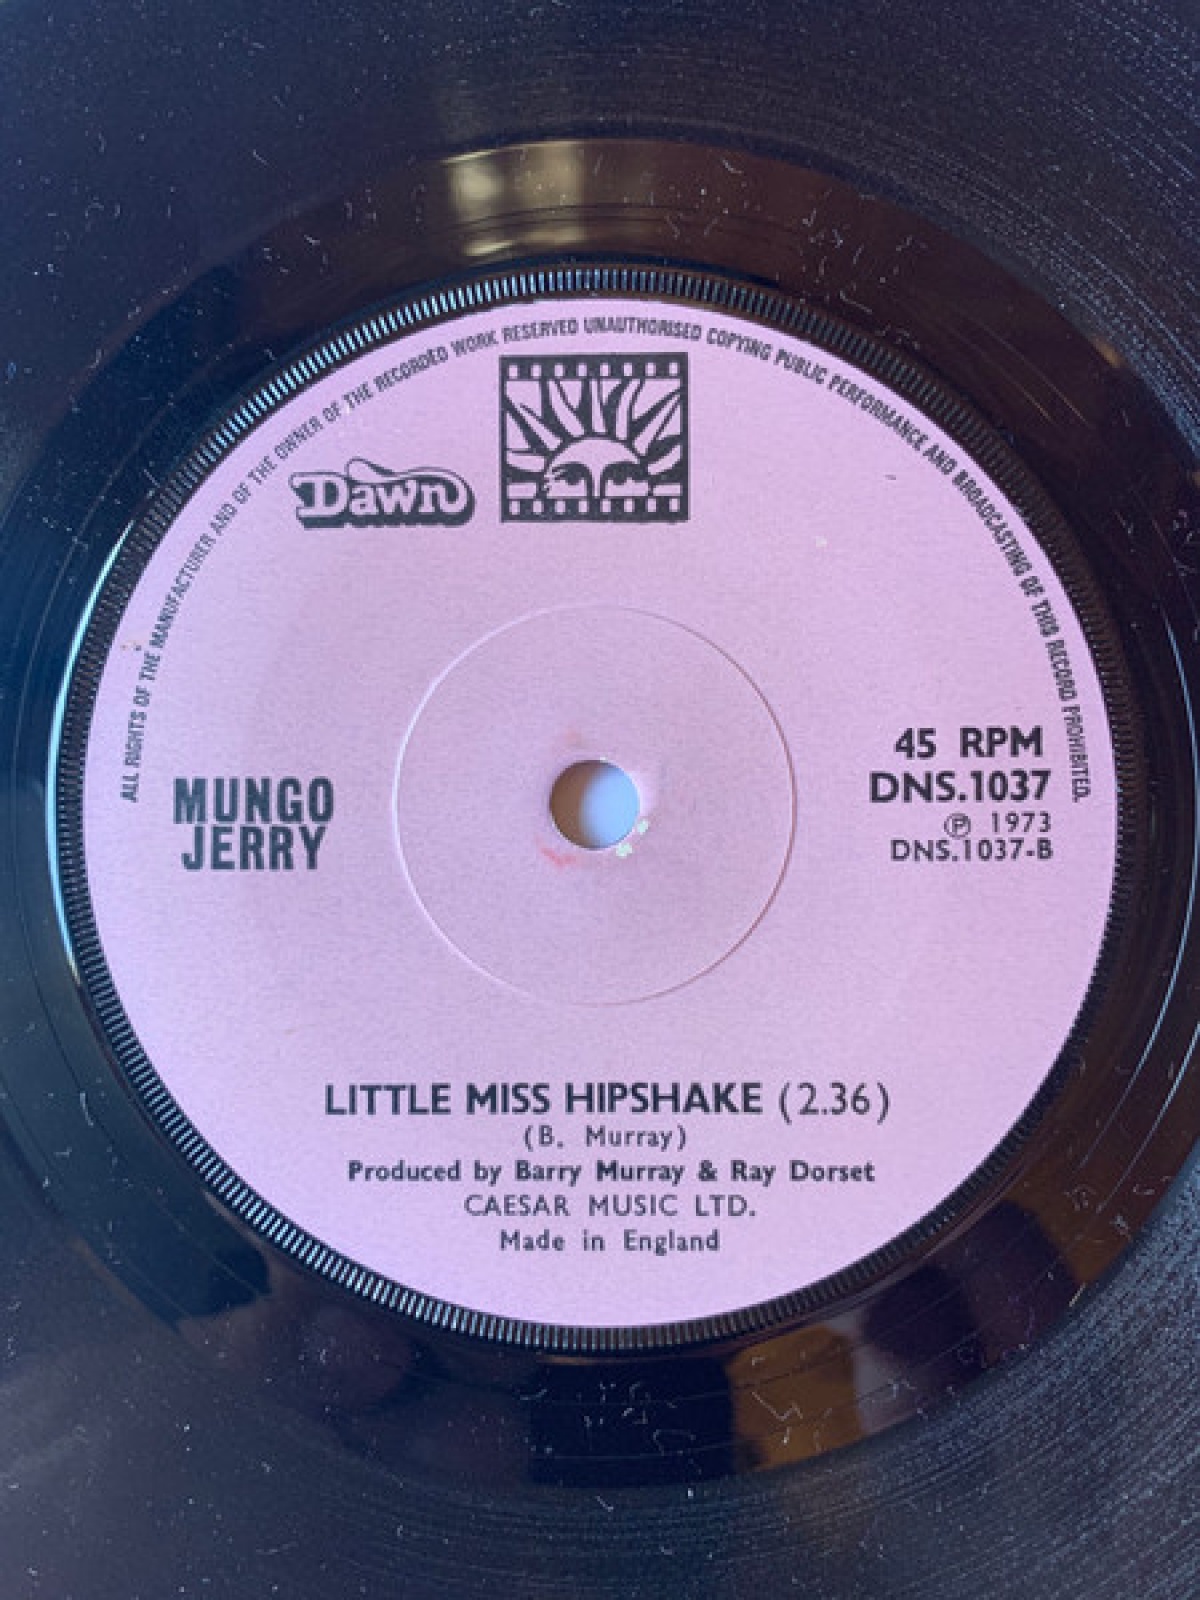 ALL RIGHTS OF THE MANUFACTURER AND OF THE OWNER OF THE RECORDED WORK RESERVED UNAUTHORISED COPYING PUBLIC PERFORMANCE AND BROADCASTING OF THIS RECORD PROHIBITED.
Dawn
MUNGO
JERRY
45 RPM
DNS.1037
℗ 1973
DNS.1037-B
LITTLE MISS HIPSHAKE (2.36)
(B. Murray)
Produced by Barry Murray & Ray Dorset
CAESAR MUSIC LTD.
Made in England